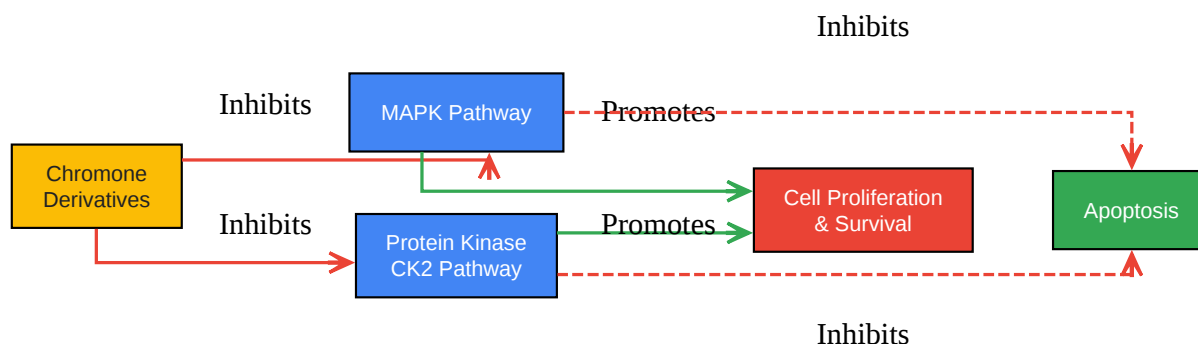 Inhibits
Inhibits
MAPK Pathway
Promotes
Chromone
Derivatives
Cell Proliferation
& Survival
Apoptosis
Inhibits
Protein Kinase
CK2 Pathway
Promotes
Inhibits